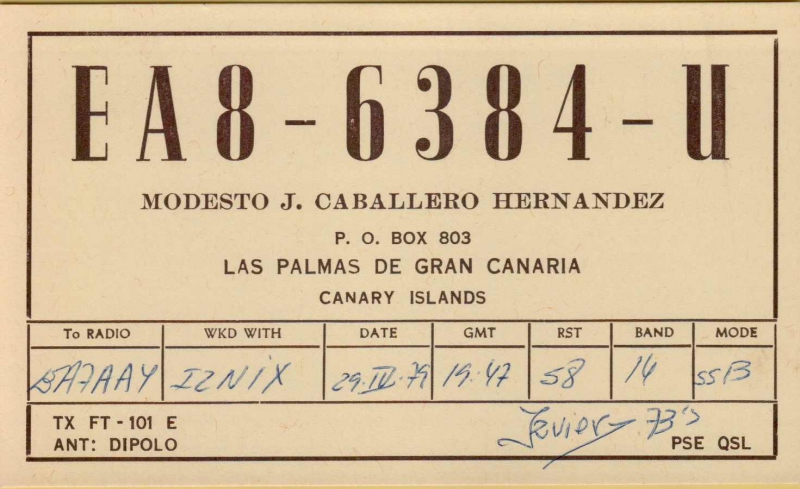 EA8-6384-U
MODESTO J. CABALLERO HERNANDEZ
P. O. BOX 803
LAS PALMAS DE GRAN CANARIA
CANARY ISLANDS
To RADIO WKD WITH DATE GMT RST BAND MODE
I2NIX 29·IV·79 19·47 58 14 SSB
TX FT-101 E
Javier 73's
ANT: DIPOLO PSE QSL